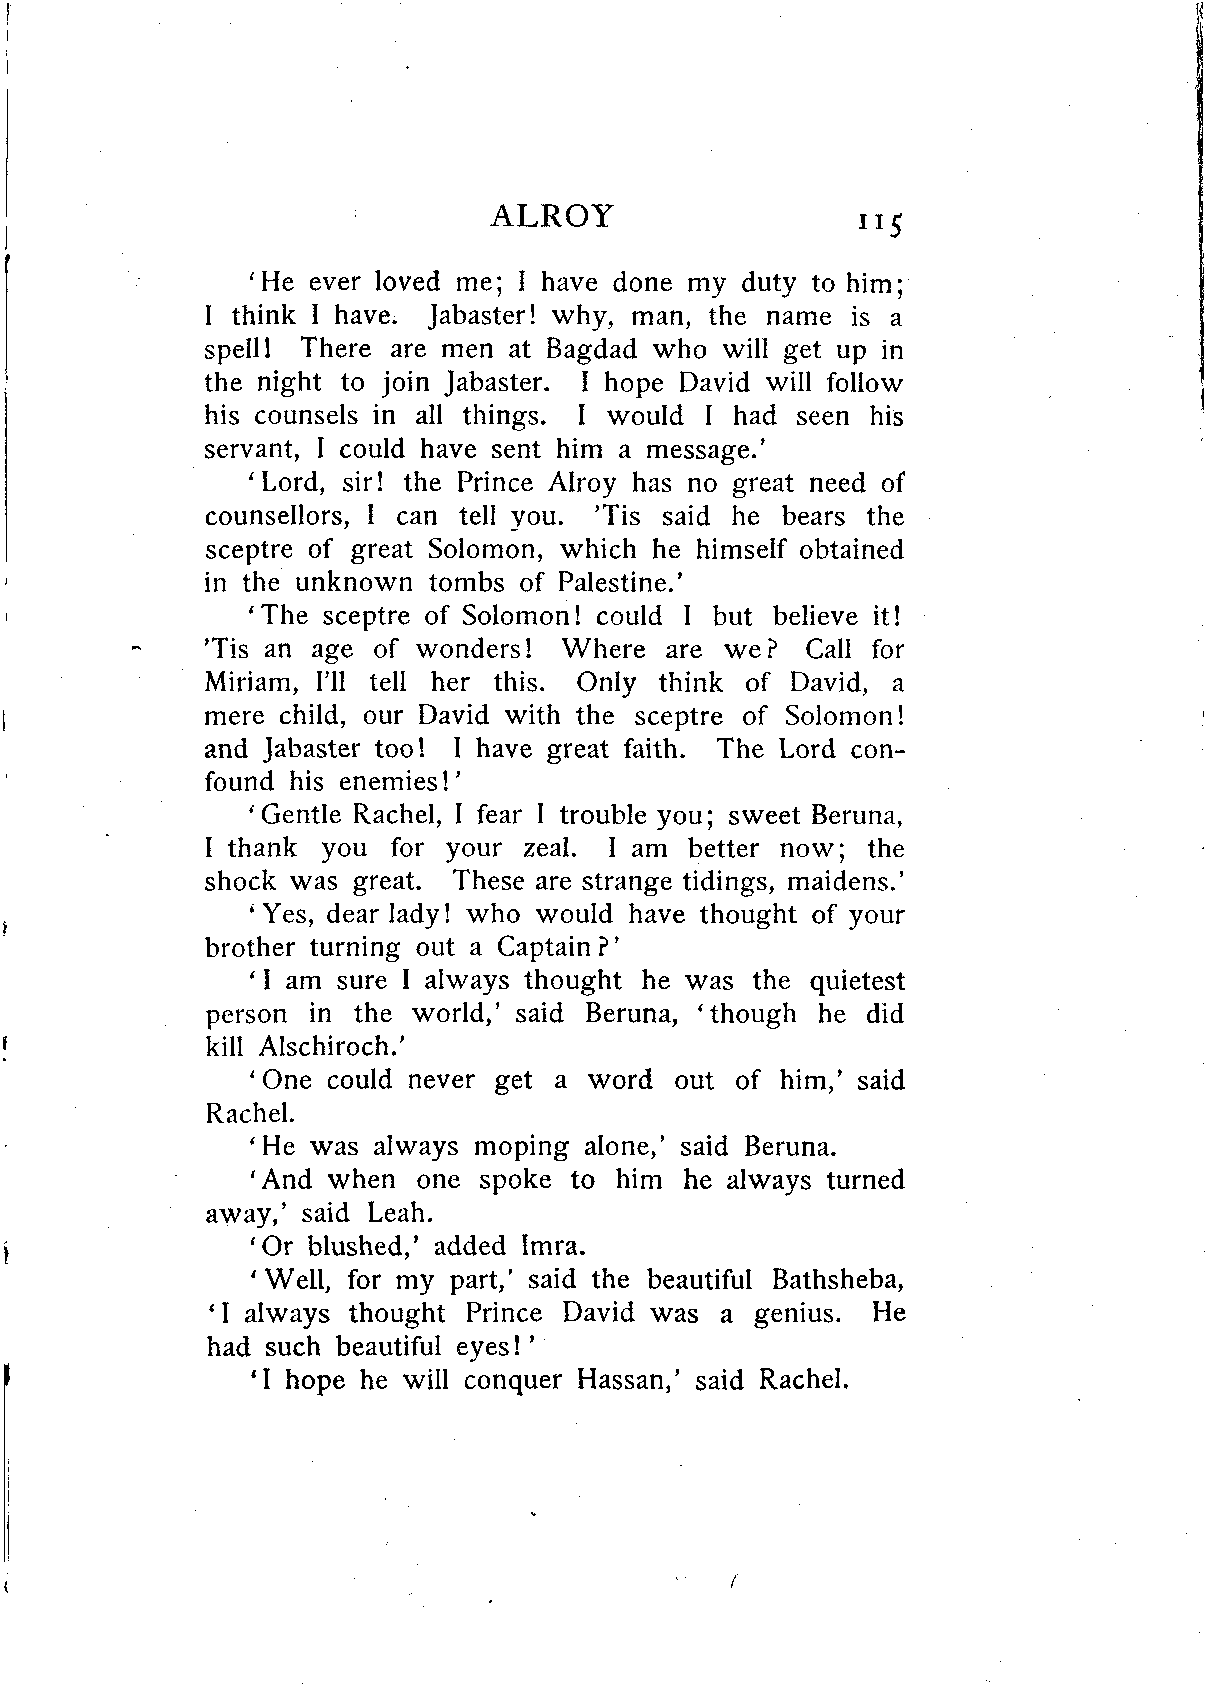 ALROY 115
‘He ever loved me; I have done my duty to him;
I think I have. Jabaster! why, man, the name is a
spell! There are men at Bagdad who will get up in
the night to join Jabaster. I hope David will follow
his counsels in all things. I would I had seen his
servant, I could have sent him a message.’
‘Lord, sir! the Prince Alroy has no great need of
counsellors, I can tell you. ’Tis said he bears the
sceptre of great Solomon, which he himself obtained
in the unknown tombs of Palestine.’
‘The sceptre of Solomon! could I but believe it!
’Tis an age of wonders! Where are we? Call for
Miriam, I’ll tell her this. Only think of David, a
mere child, our David with the sceptre of Solomon!
and Jabaster too! I have great faith. The Lord con-
found his enemies!’
‘Gentle Rachel, I fear I trouble you; sweet Beruna,
I thank you for your zeal. I am better now; the
shock was great. These are strange tidings, maidens.’
‘Yes, dear lady! who would have thought of your
brother turning out a Captain?’
‘I am sure I always thought he was the quietest
person in the world,’ said Beruna, ‘though he did
kill Alschiroch.’
‘One could never get a word out of him,’ said
Rachel.
‘He was always moping alone,’ said Beruna.
‘And when one spoke to him he always turned
away,’ said Leah.
‘Or blushed,’ added Imra.
‘Well, for my part,’ said the beautiful Bathsheba,
‘I always thought Prince David was a genius. He
had such beautiful eyes!’
‘I hope he will conquer Hassan,’ said Rachel.